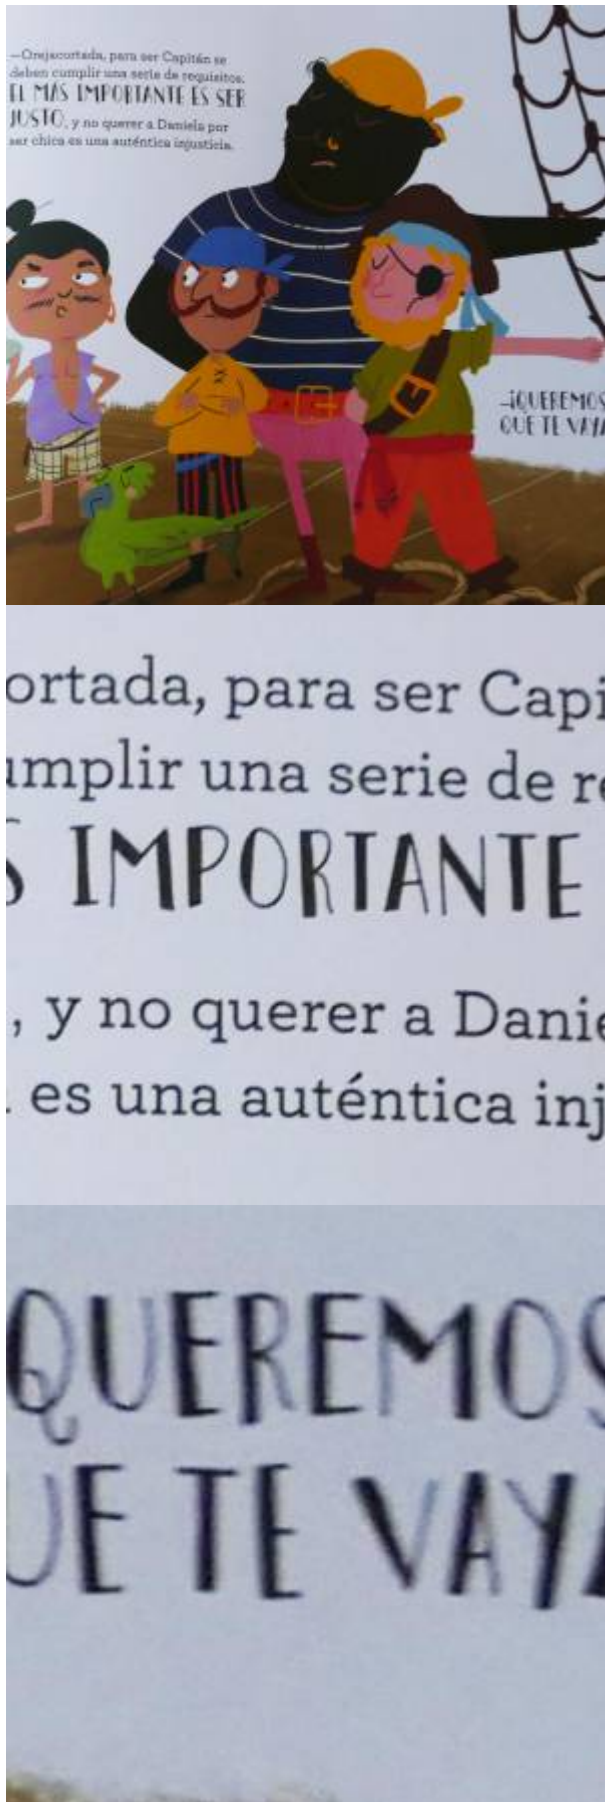 —Orejacortada, para ser Capitán se
deben cumplir una serie de requisitos.
EL MÁS IMPORTANTE ES SER
JUSTO, y no querer a Daniela por
ser chica es una auténtica injusticia.
—¡QUEREMOS
QUE TE VAYA
ortada, para ser Capi
umplir una serie de re
S IMPORTANTE
, y no querer a Danie
es una auténtica inj
QUEREMOS
UE TE VAYA